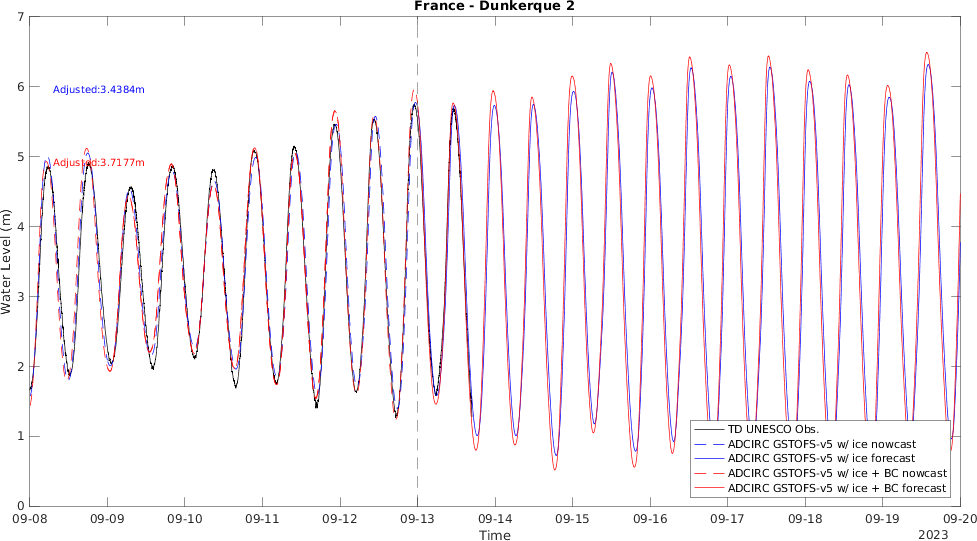 France - Dunkerque 2
7
6
5
4
3
2
1
0
Water Level (m)
Adjusted:3.4384m
Adjusted:3.7177m
TD UNESCO Obs.
ADCIRC GSTOFS-v5 w/ ice nowcast
ADCIRC GSTOFS-v5 w/ ice forecast
ADCIRC GSTOFS-v5 w/ ice + BC nowcast
ADCIRC GSTOFS-v5 w/ ice + BC forecast
09-08 09-09 09-10 09-11 09-12 09-13 09-14 09-15 09-16 09-17 09-18 09-19 09-20
Time
2023